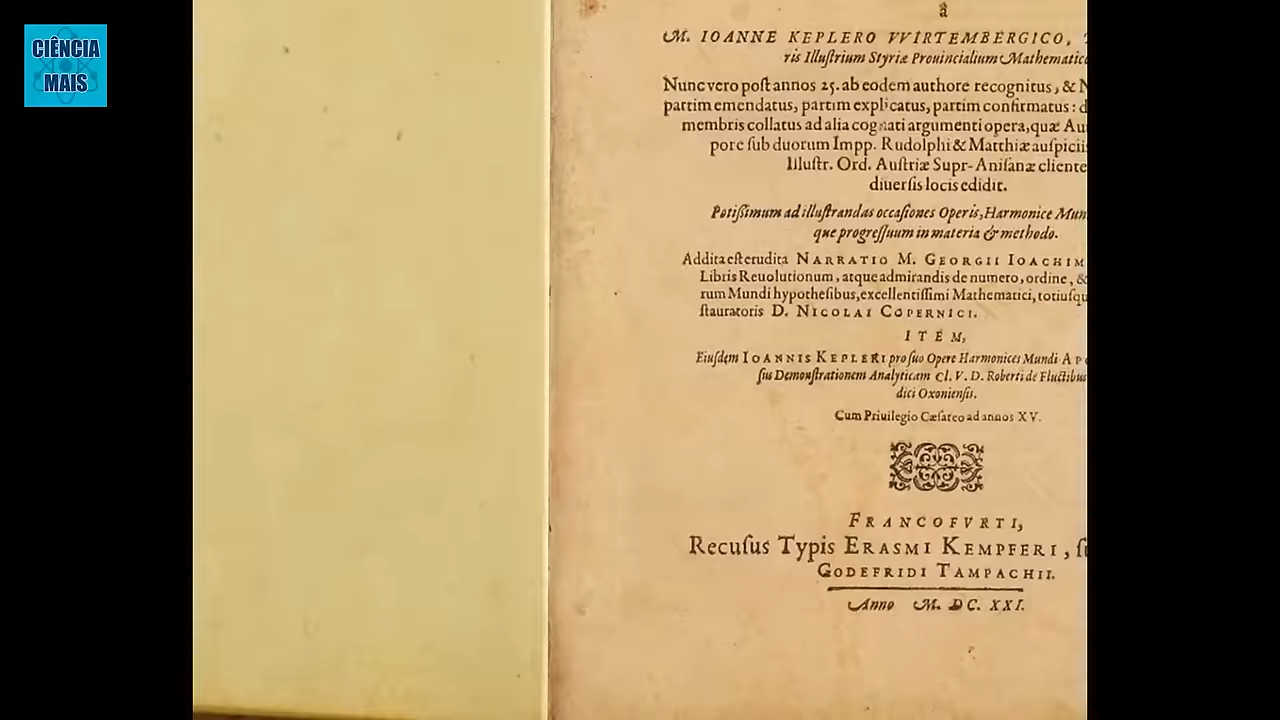 CIÊNCIA
MAIS
â
M. IOANNE KEPLERO VVIRTEMBERGICO,
ris Illuſtrium Styriæ Prouincialium Mathematic
Nunc vero poſt annos 25. ab eodem authore recognitus, & N
partim emendatus, partim explicatus, partim confirmatus: d
membris collatus ad alia cognati argumenti opera, quæ Au
pore ſub duorum Impp. Rudolphi & Matthiæ auſpicii
Illuſtr. Ord. Auſtriæ Supr-Aniſanæ cliente
diuerſis locis edidit.
Potiſſimum ad illuſtrandas occaſiones Operis, Harmonice Mun
que progreſſuum in materia & methodo.
Addita eſt erudita NARRATIO M. GEORGII IOACHIM
Libris Reuolutionum, atque admirandis de numero, ordine, &
rum Mundi hypotheſibus, excellentiſſimi Mathematici, totiuſqu
ſtauratoris D. NICOLAI COPERNICI.
ITEM,
Eiuſdem IOANNIS KEPLERI pro ſuo Opere Harmonices Mundi AP
ſus Demonſtrationem Analyticam Cl. V. D. Roberti de Fluctibus
dici Oxonienſis.
Cum Priuilegio Cæſareo ad annos XV.
FRANCOFVRTI,
Recuſus Typis ERASMI KEMPFERI, ſ
GODEFRIDI TAMPACHII.
Anno M. DC. XXI.